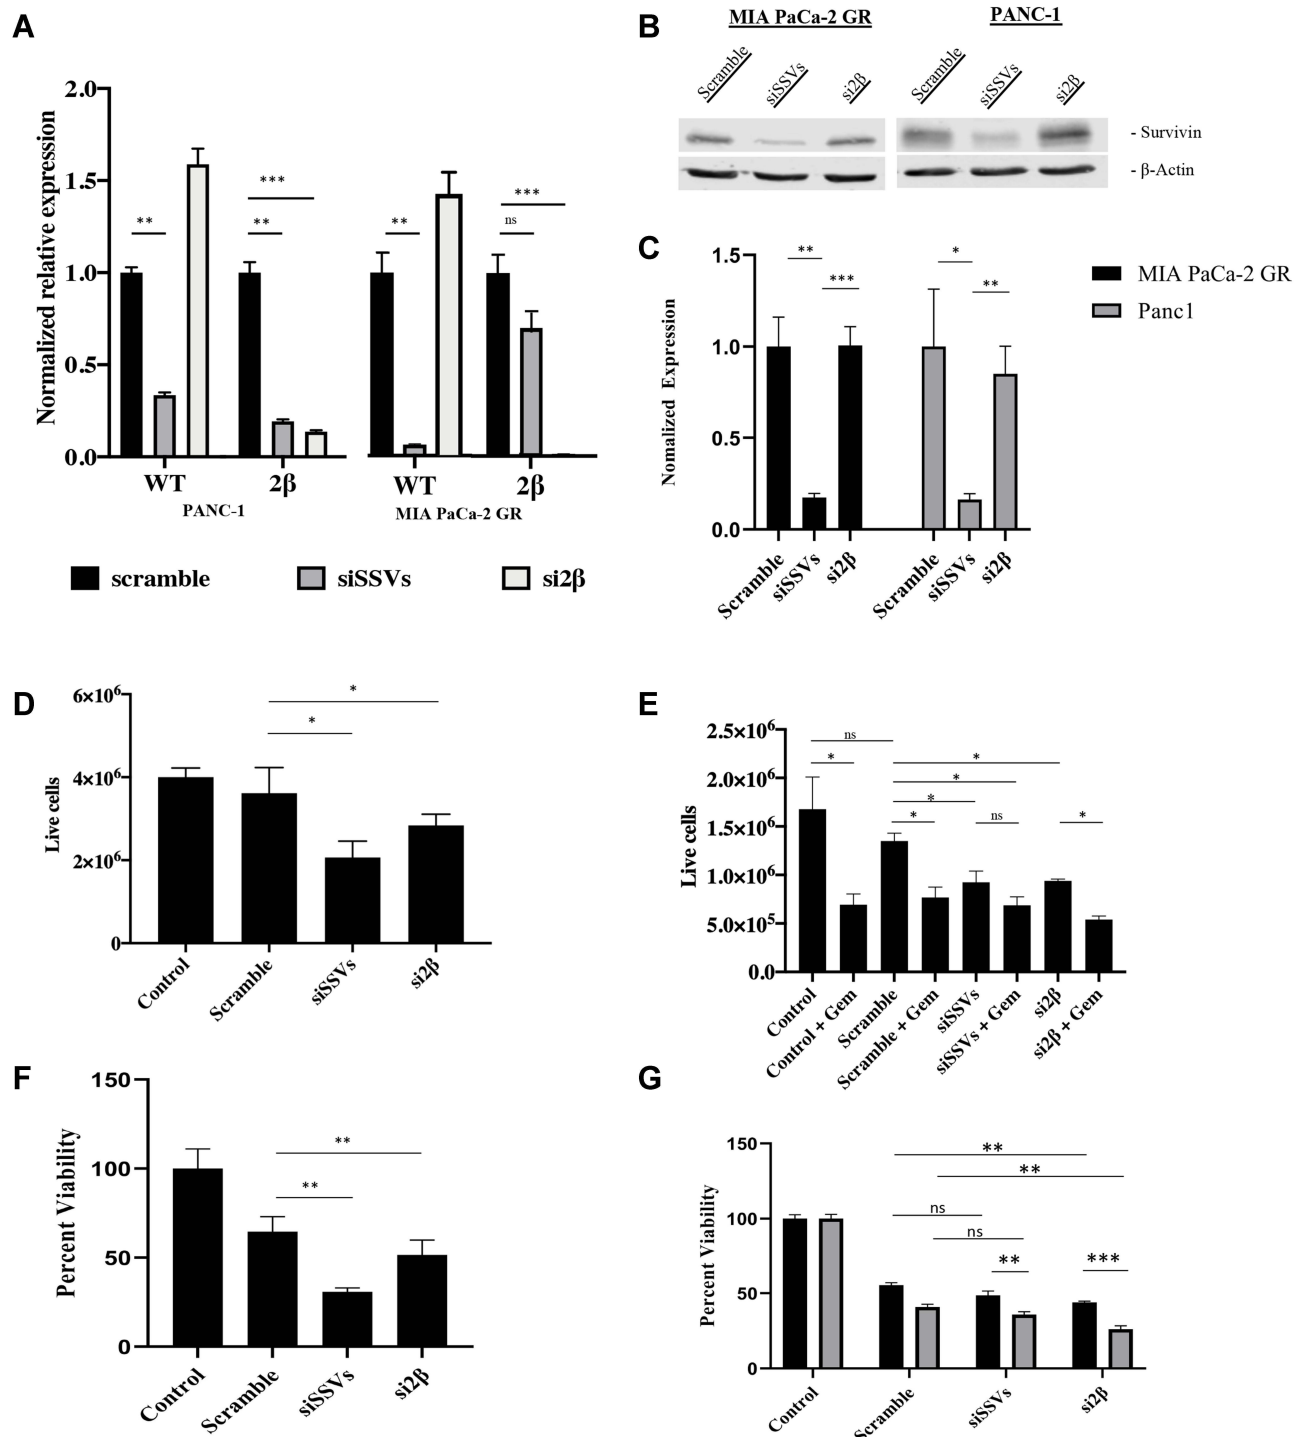 A
2.0
1.5
1.0
0.5
0.0
Normalized relative expression
** ** *** ** ns ***
WT 2β WT 2β
PANC-1 MIA PaCa-2 GR
scramble siSSVs si2β
B
MIA PaCa-2 GR PANC-1
Scramble siSSVs si2β Scramble siSSVs si2β
- Survivin
- β-Actin
C
1.5
1.0
0.5
0.0
Nomalized Expression
** *** * **
Scramble siSSVs si2β Scramble siSSVs si2β
MIA PaCa-2 GR
Panc1
D
6×10⁶
4×10⁶
2×10⁶
0
Live cells
*
*
Control Scramble siSSVs si2β
E
2.5×10⁶
2.0×10⁶
1.5×10⁶
1.0×10⁶
5.0×10⁵
0.0
Live cells
ns * * * * * ns *
Control Control + Gem Scramble Scramble + Gem siSSVs siSSVs + Gem si2β si2β + Gem
F
150
100
50
0
Percent Viability
**
**
Control Scramble siSSVs si2β
G
150
100
50
0
Percent Viability
**
**
ns
ns
** ***
Control Scramble siSSVs si2β